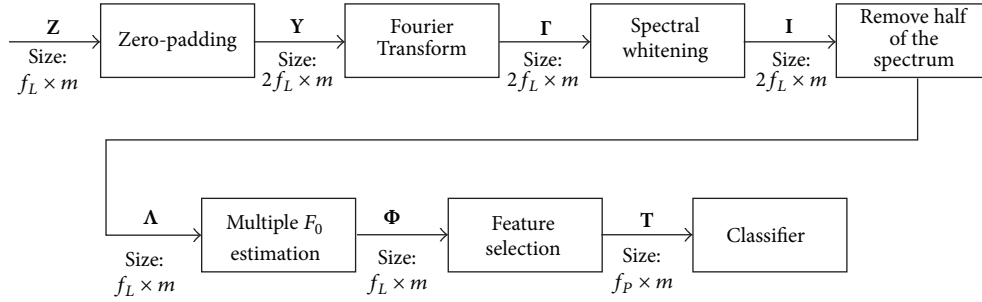 Z
Size:
f_L × m
Zero-padding
Y
Size:
2f_L × m
Fourier
Transform
Γ
Size:
2f_L × m
Spectral
whitening
I
Size:
2f_L × m
Remove half
of the
spectrum
Λ
Size:
f_L × m
Multiple F_0
estimation
Φ
Size:
f_L × m
Feature
selection
T
Size:
f_P × m
Classifier